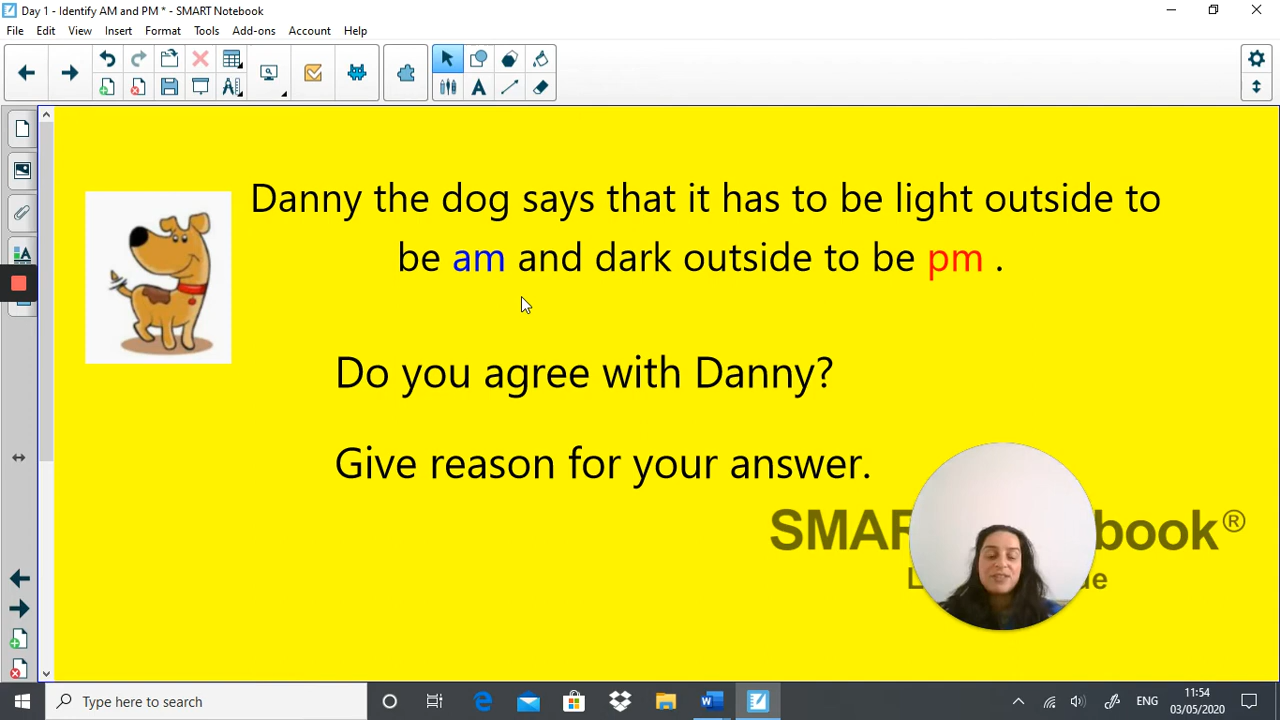 Day 1 - Identify AM and PM * - SMART Notebook
File Edit View Insert Format Tools Add-ons Account Help
Danny the dog says that it has to be light outside to
be am and dark outside to be pm .
Do you agree with Danny?
Give reason for your answer.
SMAR book®
L e
Type here to search
ENG
11:54
03/05/2020